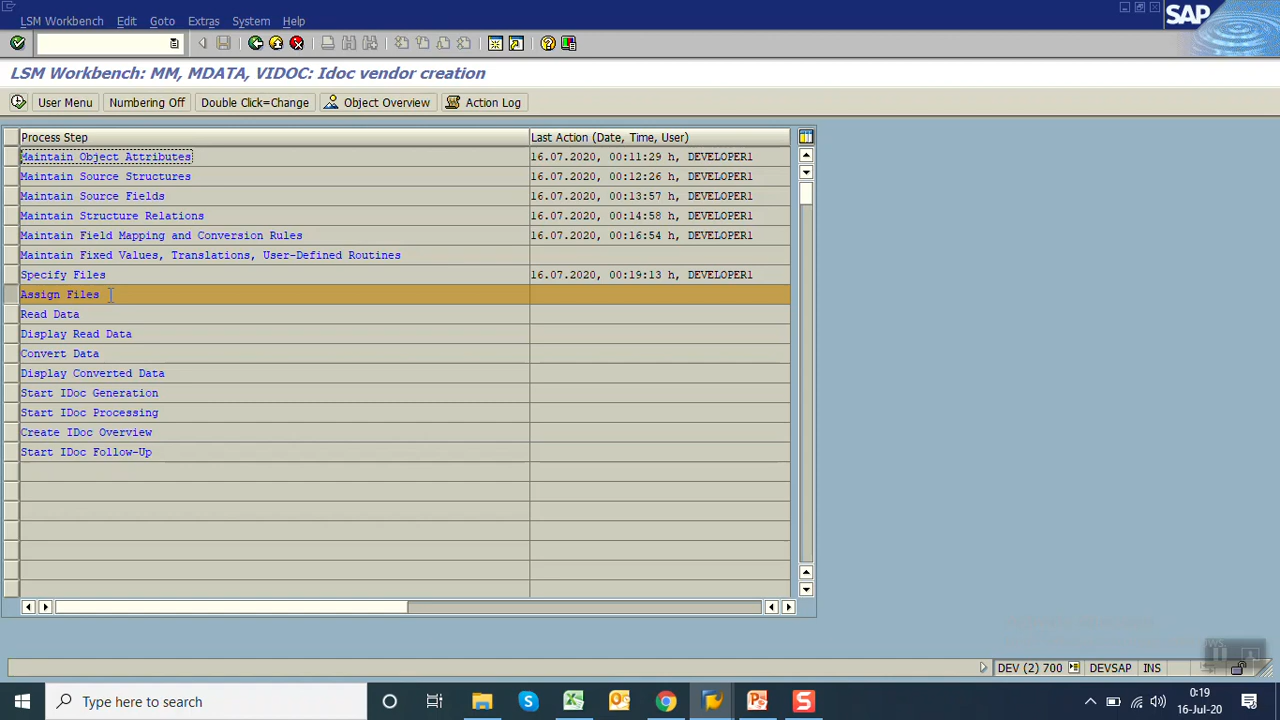 LSM Workbench Edit Goto Extras System Help
SAP
LSM Workbench: MM, MDATA, VIDOC: Idoc vendor creation
User Menu Numbering Off Double Click=Change Object Overview Action Log
Process Step Last Action (Date, Time, User)
Maintain Object Attributes 16.07.2020, 00:11:29 h, DEVELOPER1
Maintain Source Structures 16.07.2020, 00:12:26 h, DEVELOPER1
Maintain Source Fields 16.07.2020, 00:13:57 h, DEVELOPER1
Maintain Structure Relations 16.07.2020, 00:14:58 h, DEVELOPER1
Maintain Field Mapping and Conversion Rules 16.07.2020, 00:16:54 h, DEVELOPER1
Maintain Fixed Values, Translations, User-Defined Routines
Specify Files 16.07.2020, 00:19:13 h, DEVELOPER1
Assign Files
Read Data
Display Read Data
Convert Data
Display Converted Data
Start IDoc Generation
Start IDoc Processing
Create IDoc Overview
Start IDoc Follow-Up
DEV (2) 700 DEVSAP INS
Type here to search
0:19
16-Jul-20